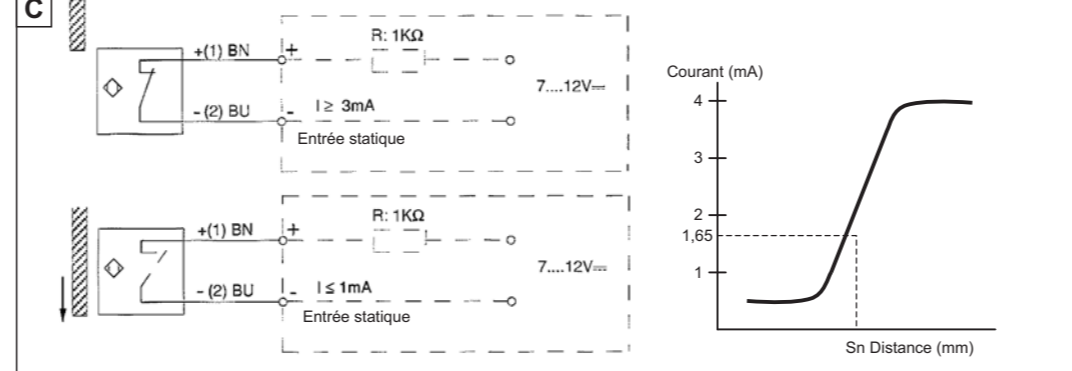 C
R: 1KΩ
+(1) BN
+
7....12V
- (2) BU
-
I ≥ 3mA
Entrée statique
R: 1KΩ
+(1) BN
+
7....12V
- (2) BU
-
I ≤ 1mA
Entrée statique
Courant (mA)
4
3
2
1,65
1
Sn Distance (mm)